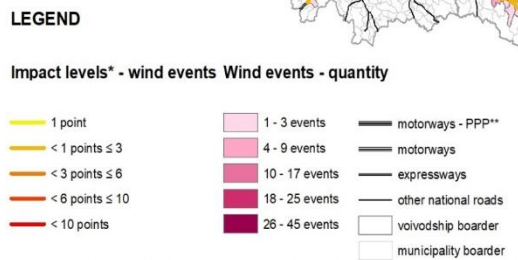 LEGEND
Impact levels* - wind events Wind events - quantity
1 point
< 1 points ≤ 3
< 3 points ≤ 6
< 6 points ≤ 10
< 10 points
1 - 3 events
4 - 9 events
10 - 17 events
18 - 25 events
26 - 45 events
motorways - PPP**
motorways
expressways
other national roads
voivodship boarder
municipality boarder